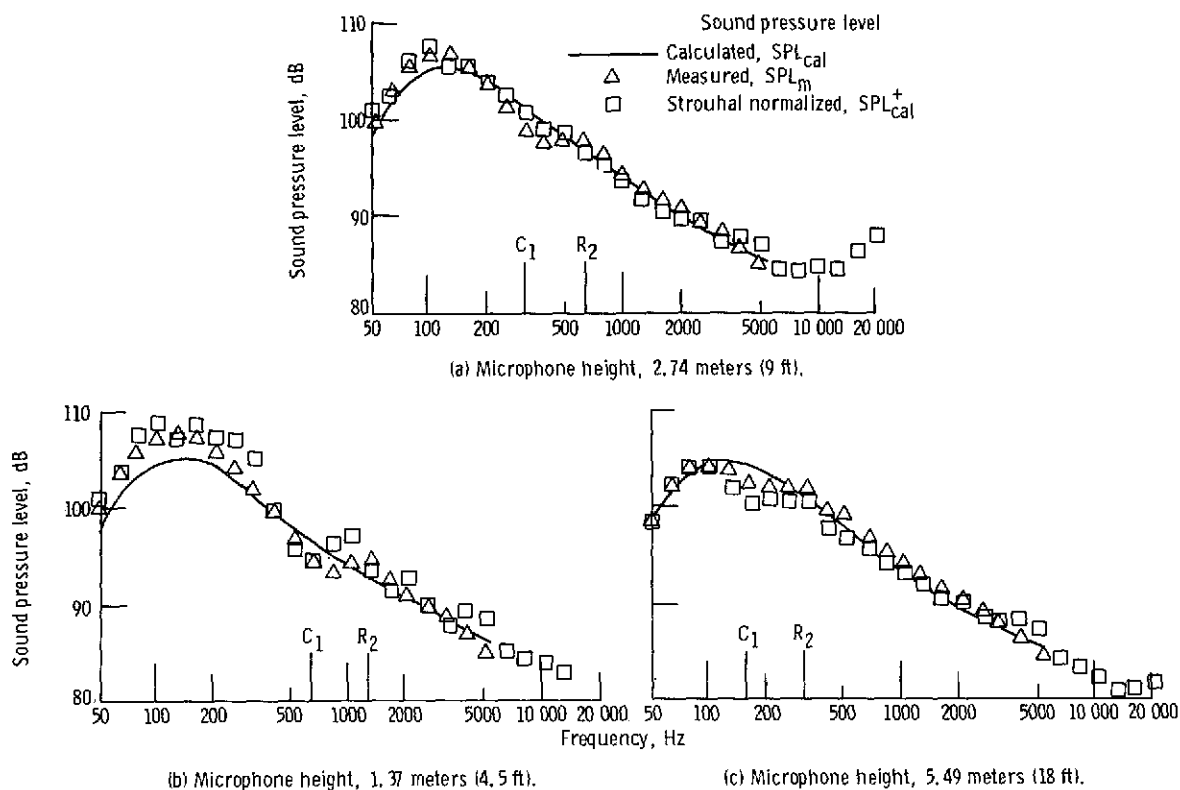 Sound pressure level
Calculated, SPL_cal
Measured, SPL_m
Strouhal normalized, SPL⁺_cal
Sound pressure level, dB
110
100
90
80
C₁
R₂
50 100 200 500 1000 2000 5000 10 000 20 000
(a) Microphone height, 2.74 meters (9 ft).
Sound pressure level, dB
110
100
90
80
C₁
R₂
50 100 200 500 1000 2000 5000 10 000 20 000
C₁
R₂
50 100 200 500 1000 2000 5000 10 000 20 000
Frequency, Hz
(b) Microphone height, 1.37 meters (4.5 ft).
(c) Microphone height, 5.49 meters (18 ft).